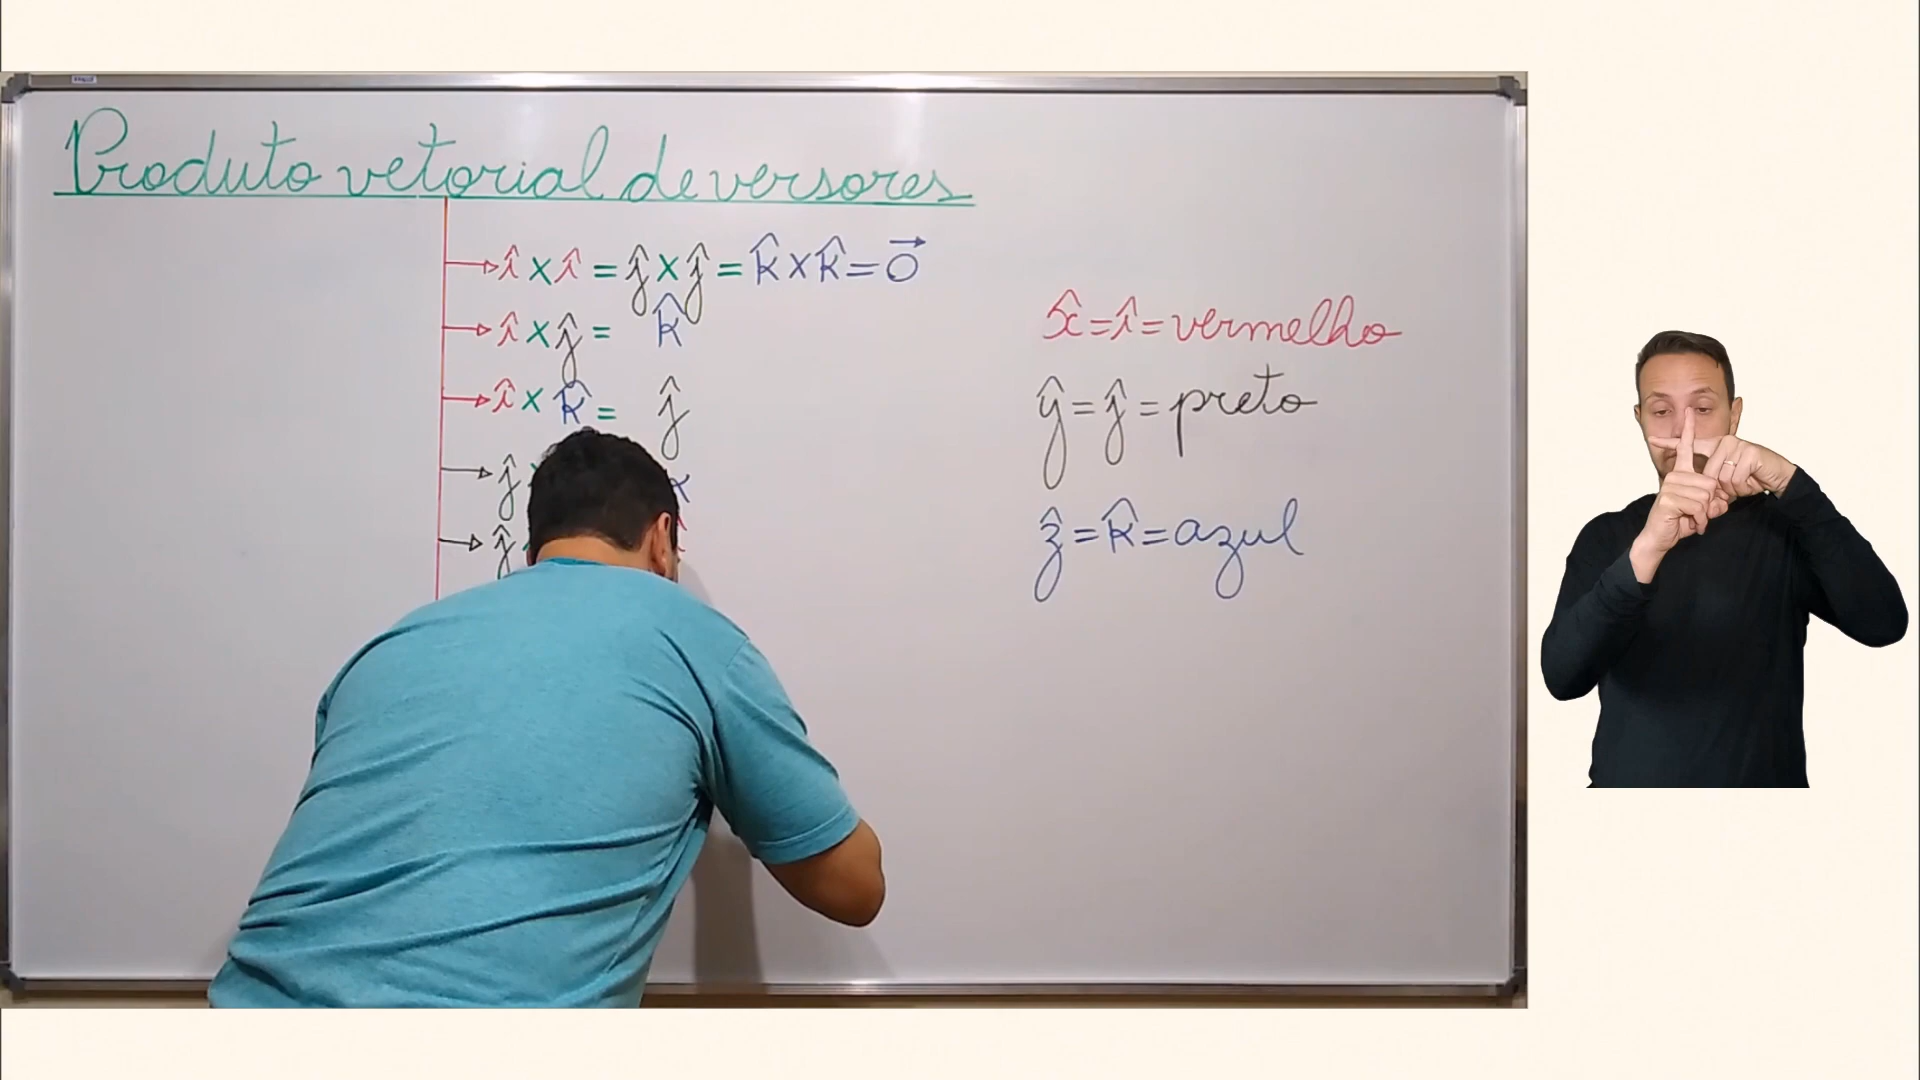 Produto vetorial de versores
î × î = ĵ × ĵ = k̂ × k̂ = 0⃗
î × ĵ = k̂
î × k̂ = ĵ
ĵ
ĵ
x̂ = î = vermelho
ŷ = ĵ = preto
ẑ = k̂ = azul